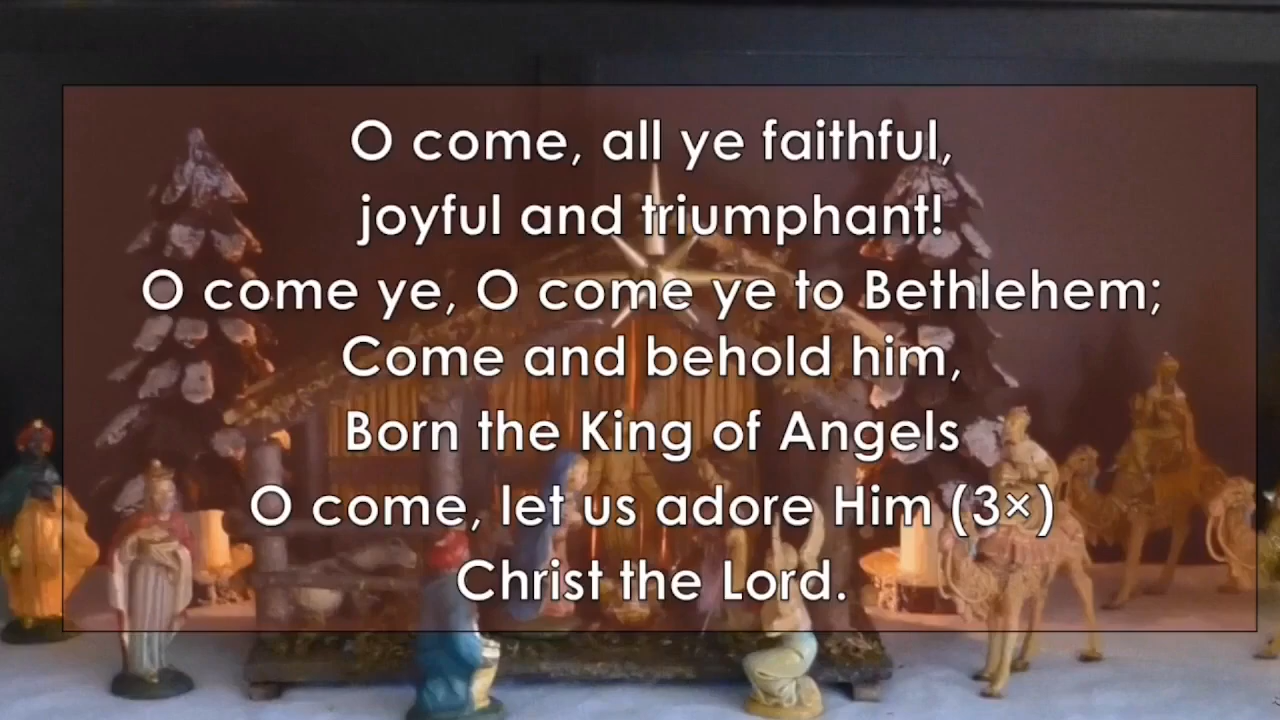 O come, all ye faithful,
joyful and triumphant!
O come ye, O come ye to Bethlehem;
Come and behold him,
Born the King of Angels
O come, let us adore Him (3×)
Christ the Lord.